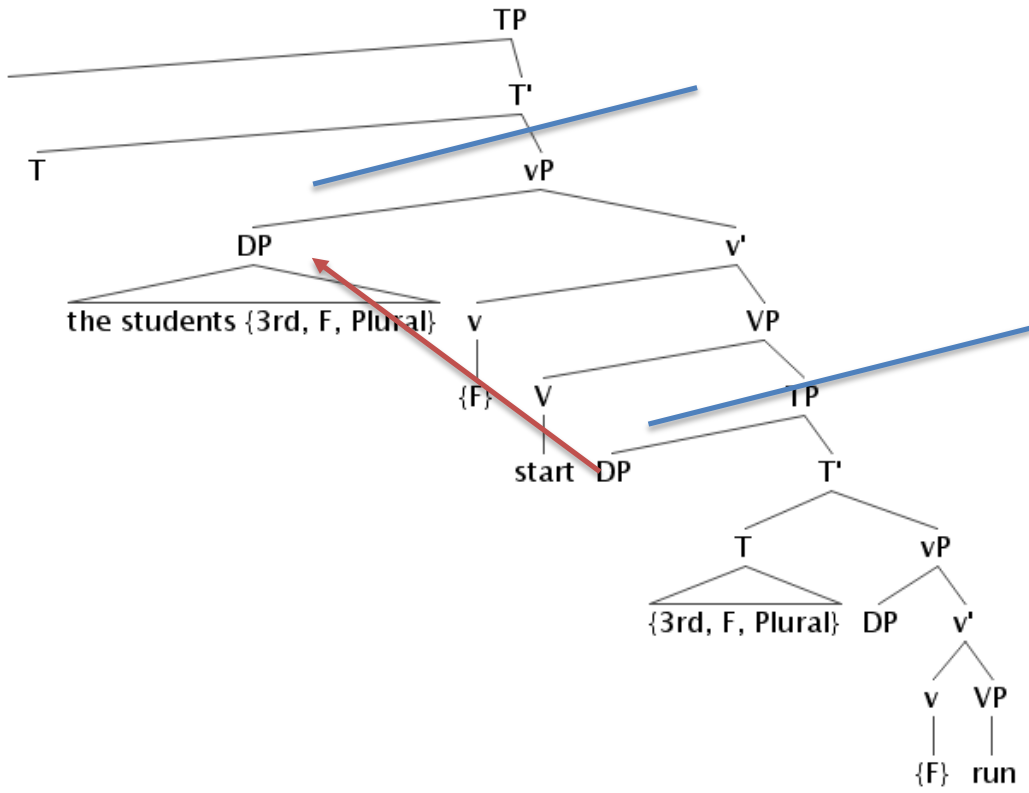 TP
T'
T vP
DP v'
the students {3rd, F, Plural} v VP
{F} V TP
start DP T'
T vP
{3rd, F, Plural} DP v'
v VP
{F} run